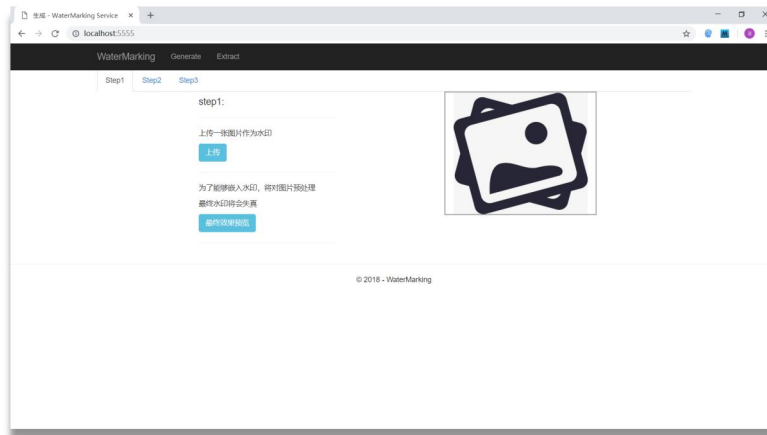 生成 - WaterMarking Service
localhost:5555
WaterMarking Generate Extract
Step1 Step2 Step3
step1:
上传一张图片作为水印
上传
为了能够嵌入水印，将对图片预处理
最终水印将会失真
最终效果预览
© 2018 - WaterMarking